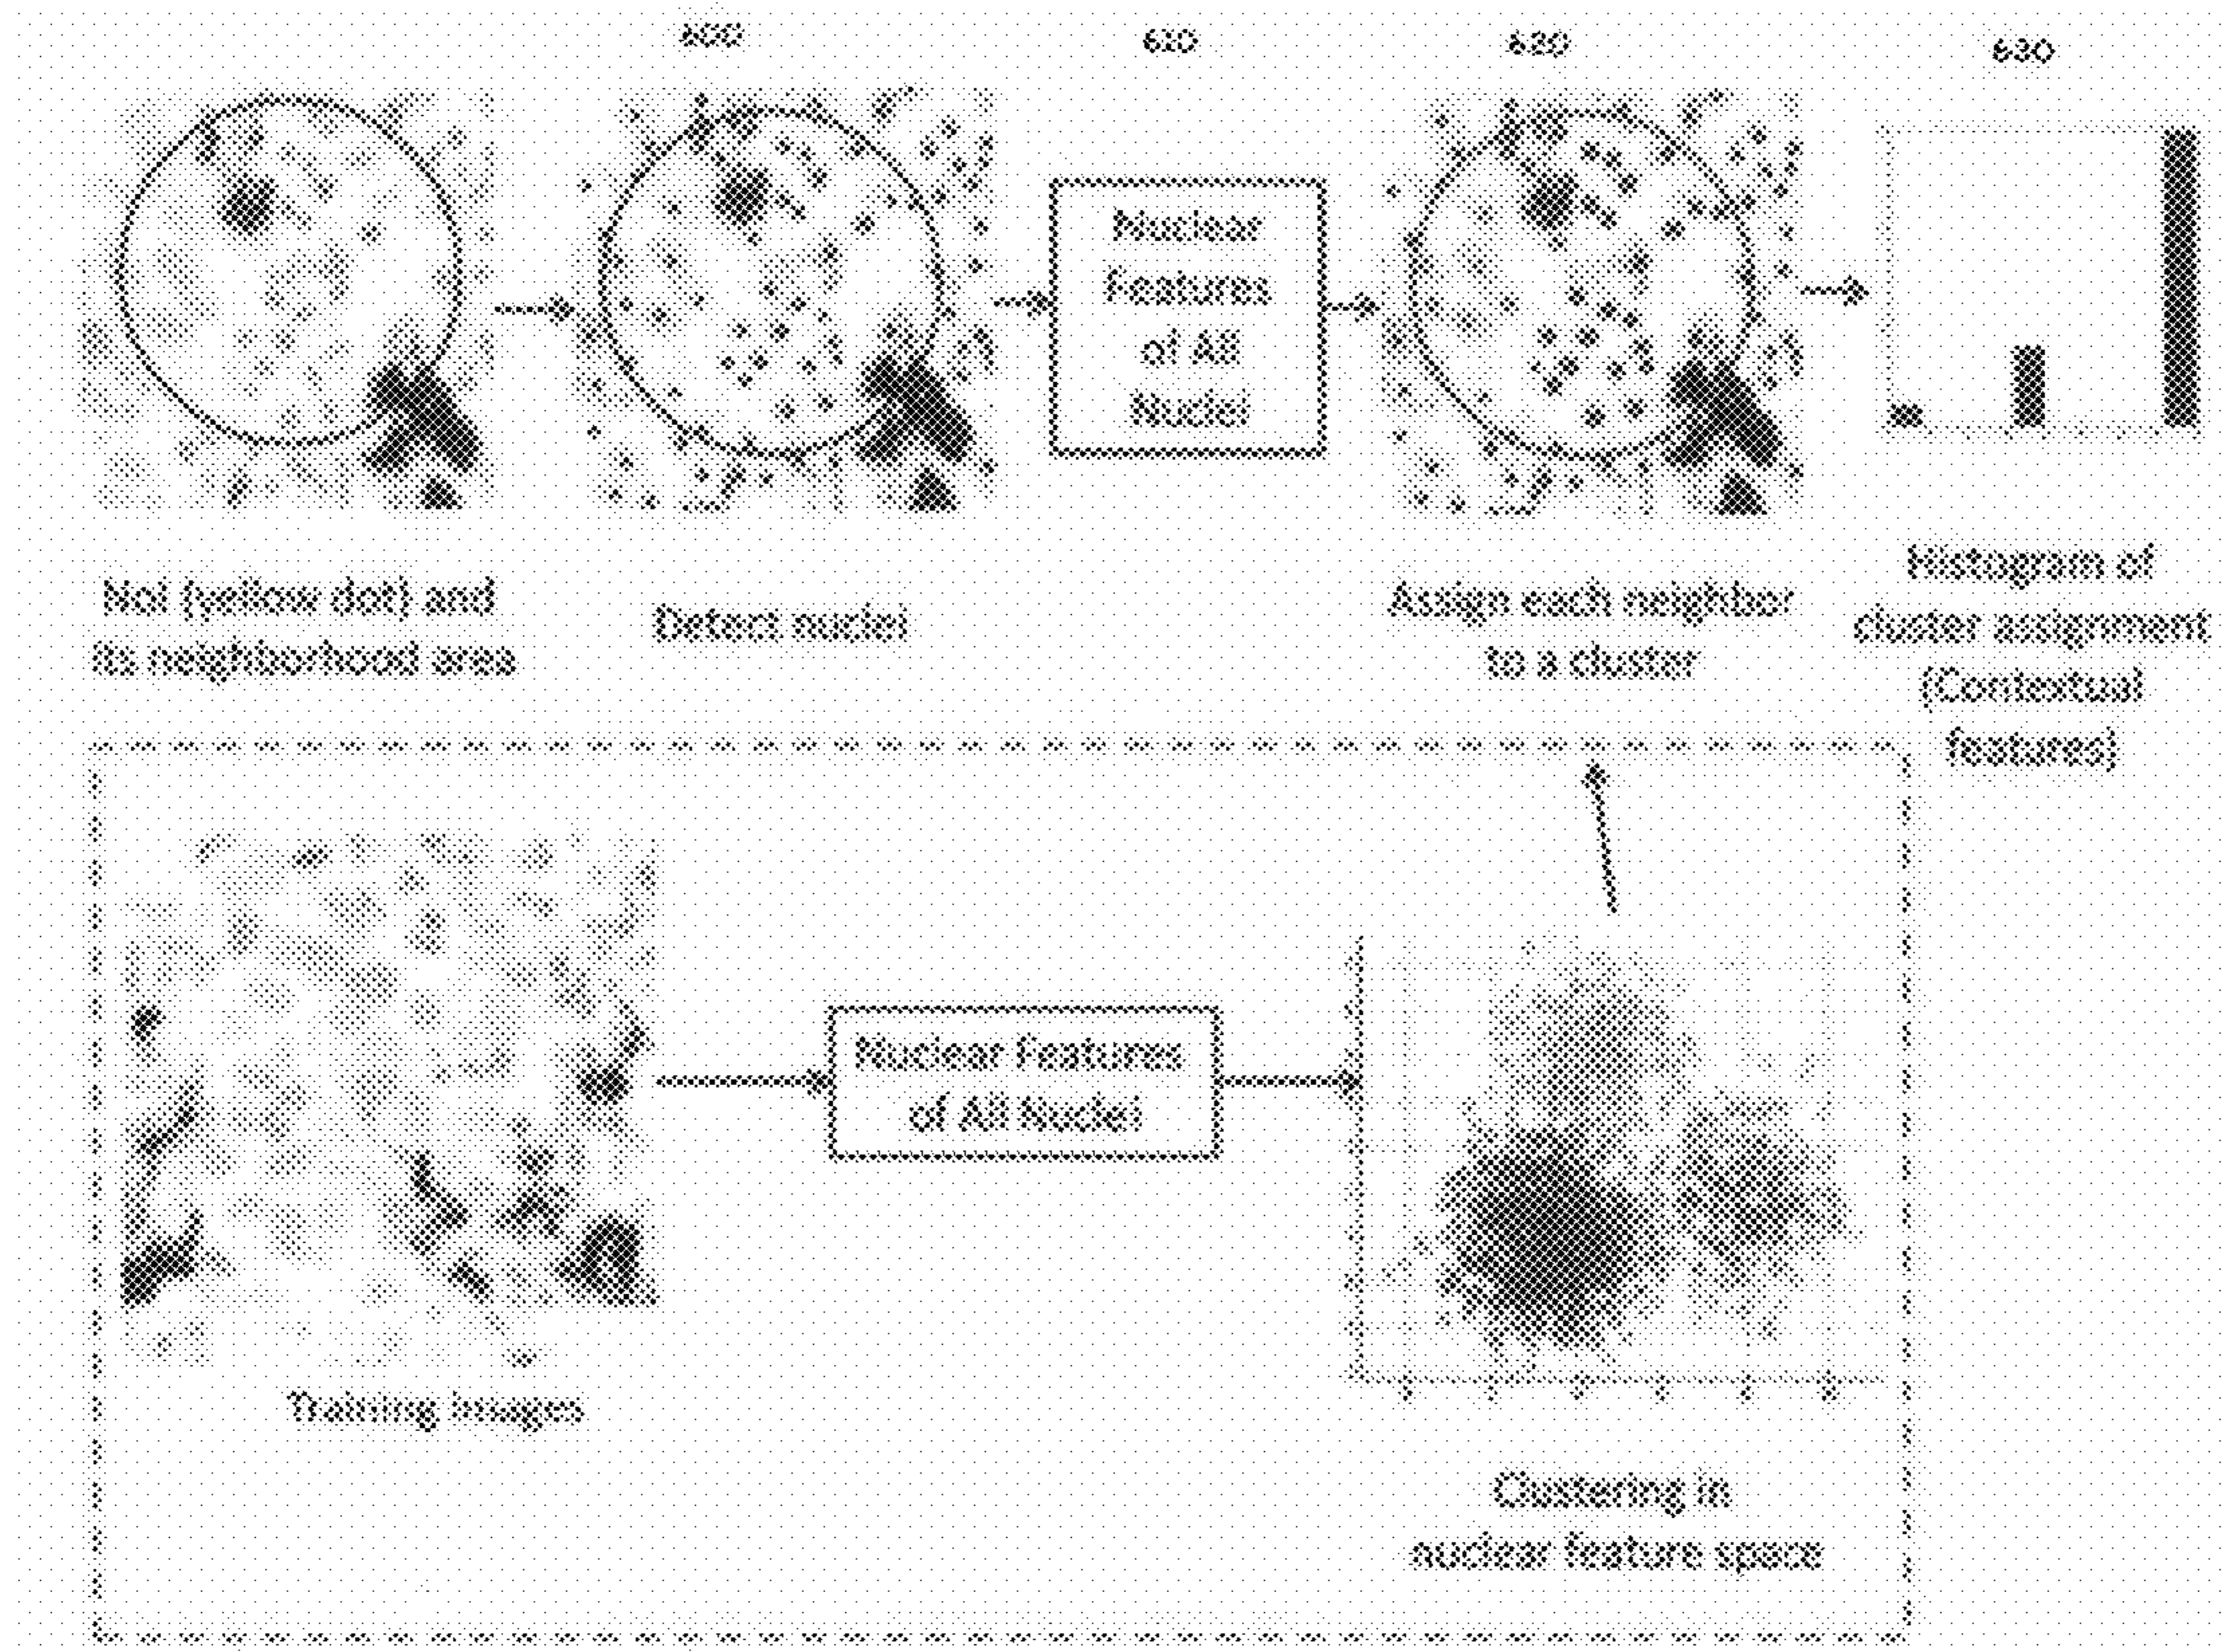 600
610
620
630
Nuclear
Features
of All
Nuclei
NoI (yellow dot) and
its neighborhood area
Detect nuclei
Assign each neighbor
to a cluster
Histogram of
cluster assignment
(Contextual
features)
Nuclear Features
of All Nuclei
Training images
Clustering in
nuclear feature space